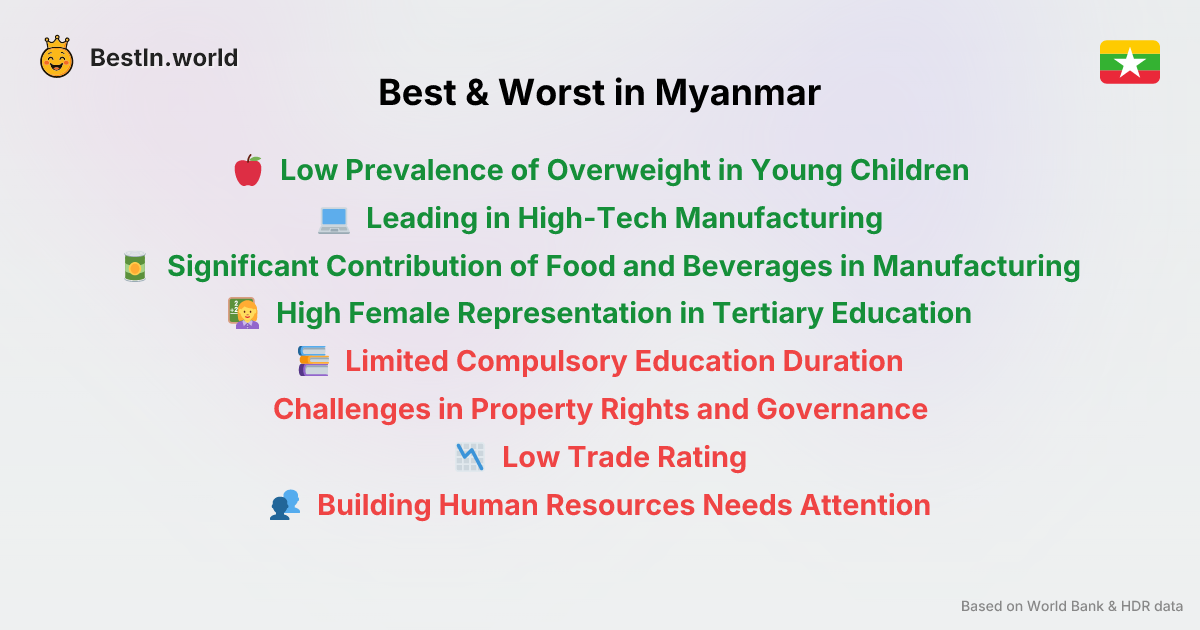 BestIn.world
Best & Worst in Myanmar
Low Prevalence of Overweight in Young Children
Leading in High-Tech Manufacturing
Significant Contribution of Food and Beverages in Manufacturing
High Female Representation in Tertiary Education
Limited Compulsory Education Duration
Challenges in Property Rights and Governance
Low Trade Rating
Building Human Resources Needs Attention
Based on World Bank & HDR data